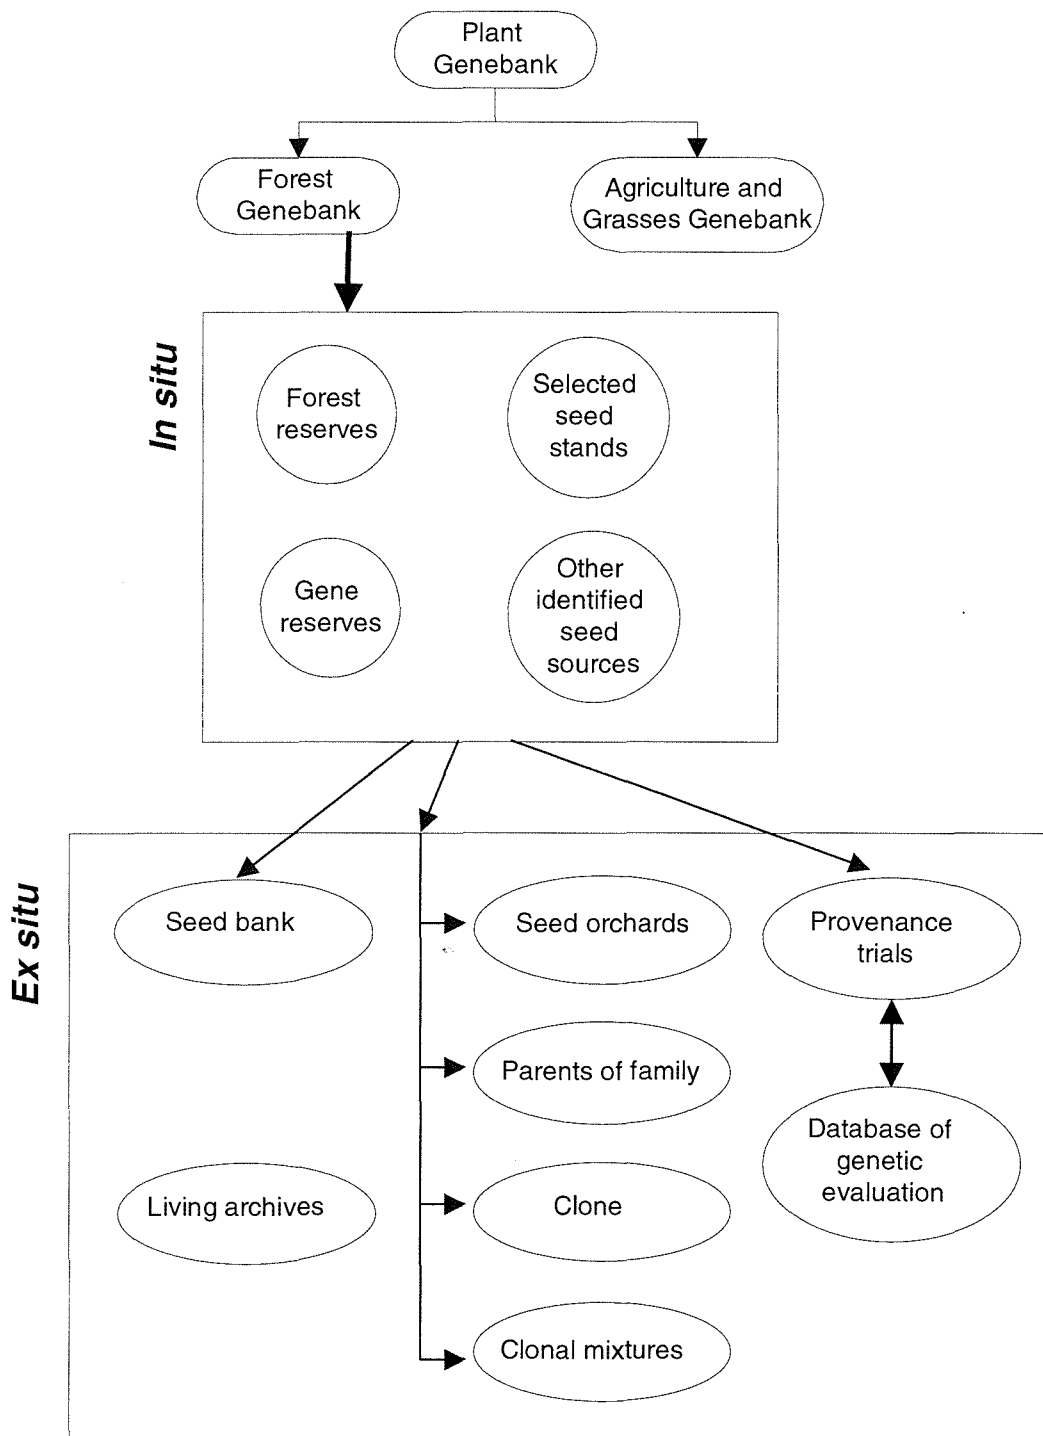 Plant
Genebank
Forest
Genebank
Agriculture and
Grasses Genebank
In situ
Forest
reserves
Selected
seed
stands
Gene
reserves
Other
identified
seed
sources
Ex situ
Seed bank
Seed orchards
Provenance
trials
Parents of family
Database of
genetic
evaluation
Living archives
Clone
Clonal mixtures